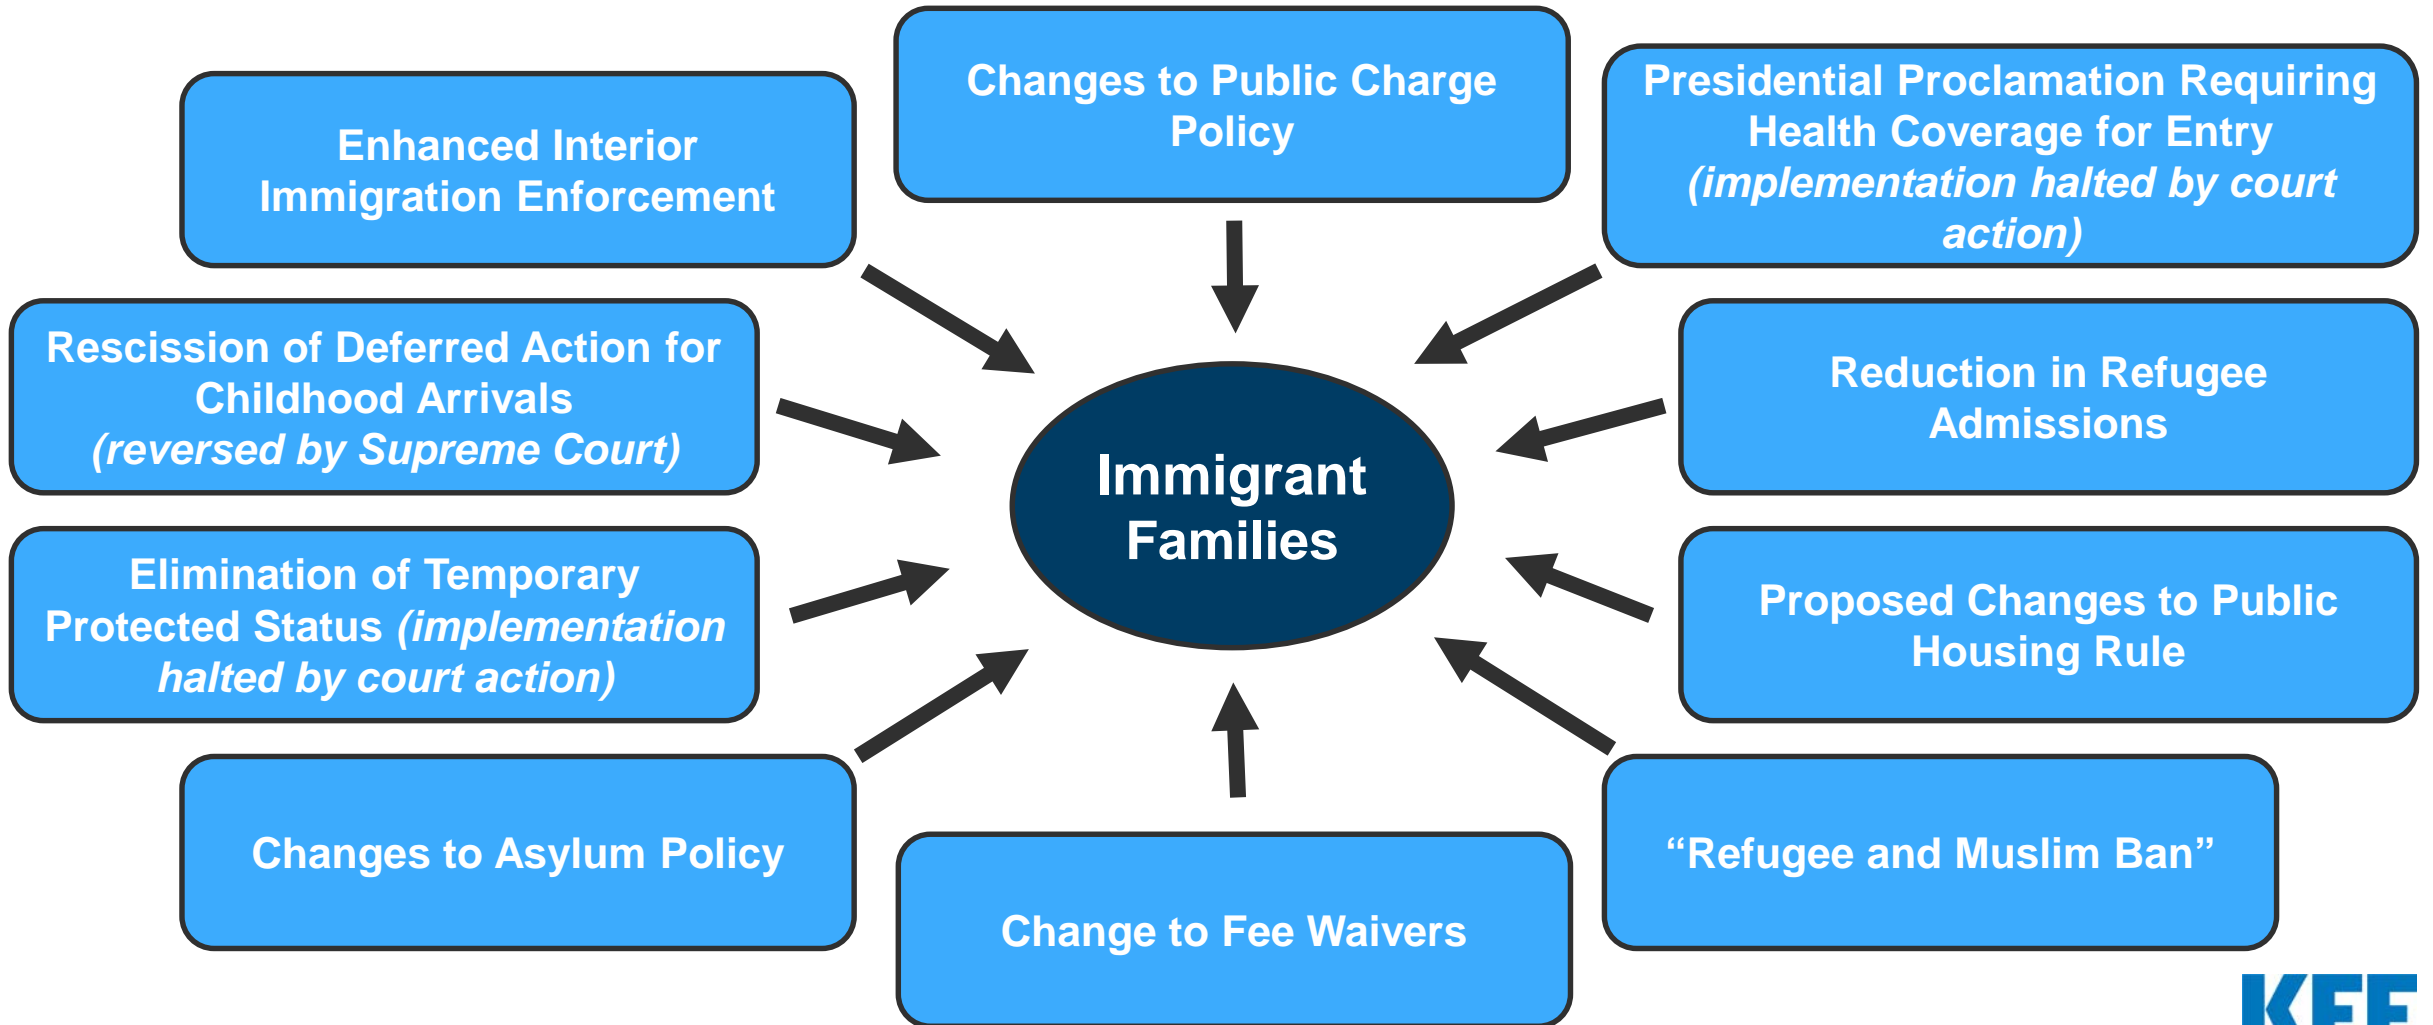 Changes to Public Charge
Policy
Presidential Proclamation Requiring
Health Coverage for Entry
(implementation halted by court
action)
Enhanced Interior
Immigration Enforcement
Rescission of Deferred Action for
Childhood Arrivals
(reversed by Supreme Court)
Reduction in Refugee
Admissions
Immigrant
Families
Elimination of Temporary
Protected Status (implementation
halted by court action)
Proposed Changes to Public
Housing Rule
Changes to Asylum Policy
“Refugee and Muslim Ban”
Change to Fee Waivers
KFF